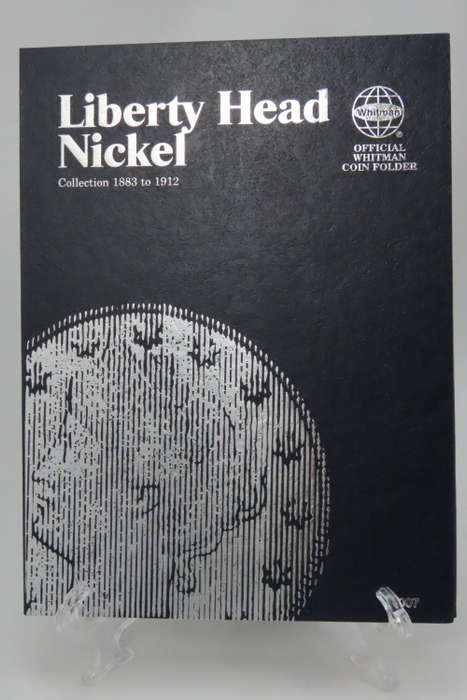 Liberty Head
Nickel
Collection 1883 to 1912
Whitman
®
OFFICIAL
WHITMAN
COIN FOLDER